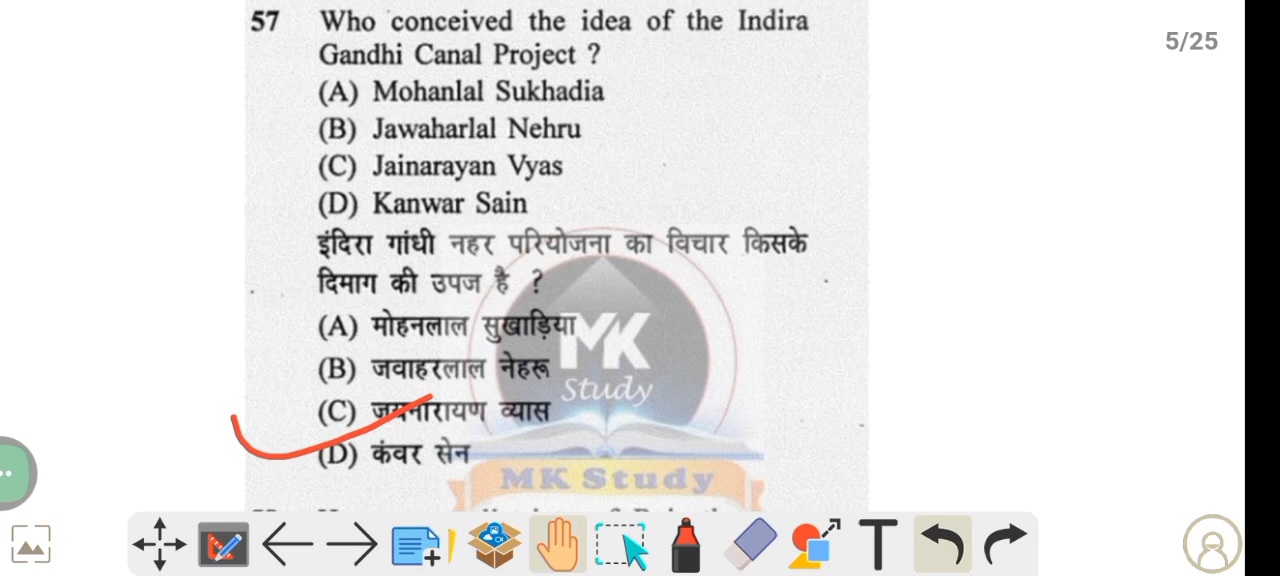 57 Who conceived the idea of the Indira
5/25
Gandhi Canal Project ?
(A) Mohanlal Sukhadia
(B) Jawaharlal Nehru
(C) Jainarayan Vyas
(D) Kanwar Sain
इंदिरा गांधी नहर परियोजना का विचार किसके
दिमाग की उपज है ?
(A) मोहनलाल सुखाड़िया
(B) जवाहरलाल नेहरू
(C) जयनारायण व्यास
(D) कंवर सेन
MK
Study
MK Study
T